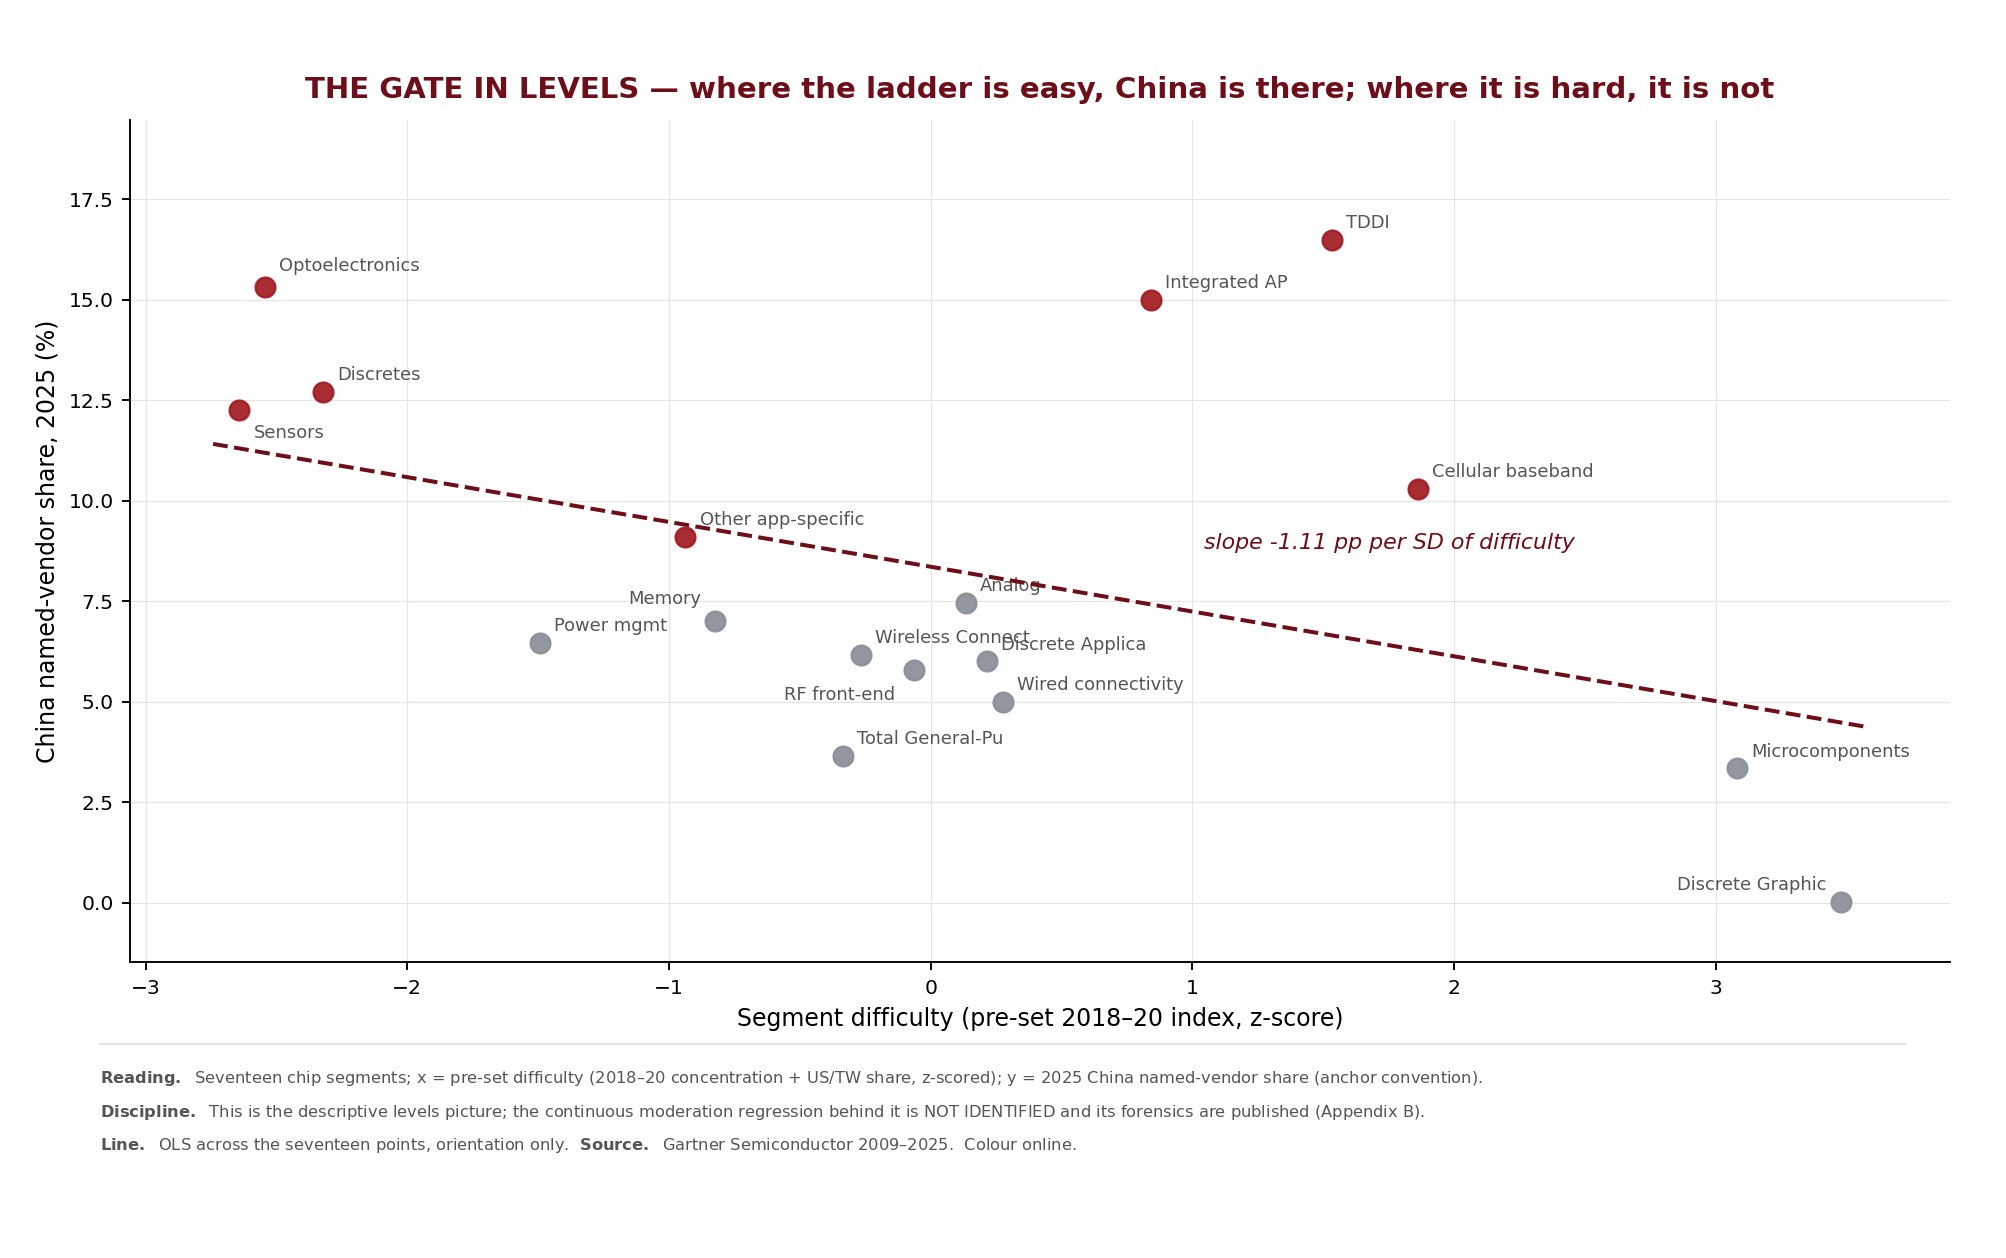 THE GATE IN LEVELS — where the ladder is easy, China is there; where it is hard, it is not
China named-vendor share, 2025 (%)
17.5
15.0
12.5
10.0
7.5
5.0
2.5
0.0
TDDI
Optoelectronics
Integrated AP
Discretes
Sensors
Cellular baseband
Other app-specific
slope -1.11 pp per SD of difficulty
Analog
Memory
Power mgmt
Wireless Connect
Discrete Applica
RF front-end
Wired connectivity
Total General-Pu
Microcomponents
Discrete Graphic
−3
−2
−1
0
1
2
3
Segment difficulty (pre-set 2018–20 index, z-score)
Reading. Seventeen chip segments; x = pre-set difficulty (2018–20 concentration + US/TW share, z-scored); y = 2025 China named-vendor share (anchor convention).
Discipline. This is the descriptive levels picture; the continuous moderation regression behind it is NOT IDENTIFIED and its forensics are published (Appendix B).
Line. OLS across the seventeen points, orientation only. Source. Gartner Semiconductor 2009–2025. Colour online.